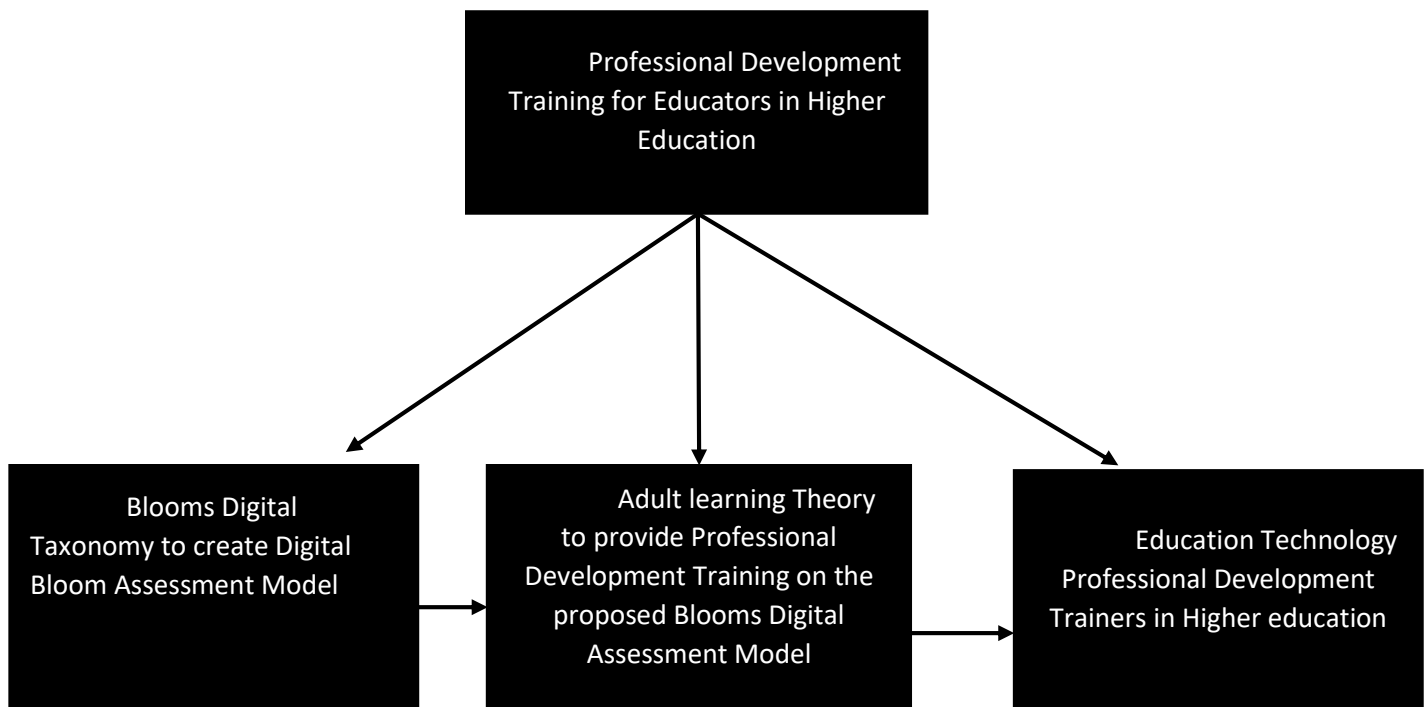 Professional Development
Training for Educators in Higher
Education
Blooms Digital
Taxonomy to create Digital
Bloom Assessment Model
Adult learning Theory
to provide Professional
Development Training on the
proposed Blooms Digital
Assessment Model
Education Technology
Professional Development
Trainers in Higher education